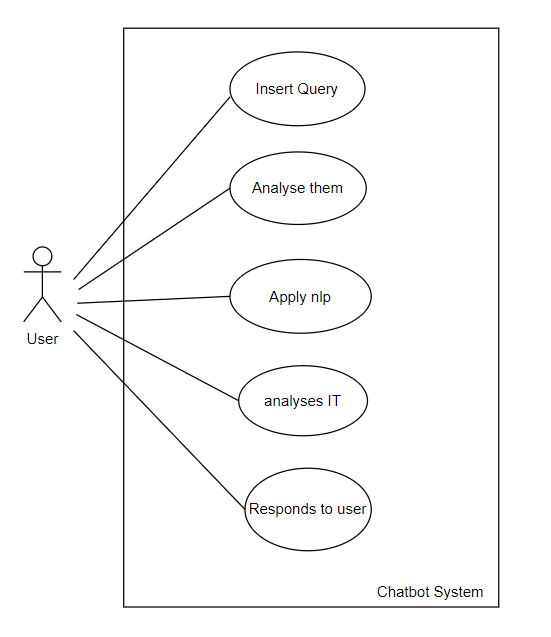 Insert Query
Analyse them
Apply nlp
User
analyses IT
Responds to user
Chatbot System